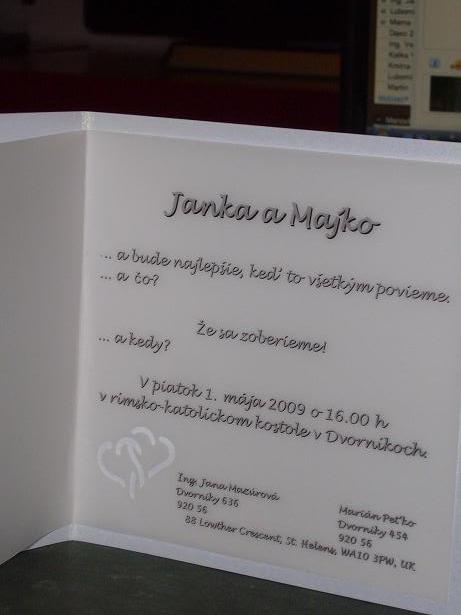 Janka a Majko
... a bude najlepšie, keď to všetkým povieme.
... a čo?
Že sa zoberieme!
... a kedy?
V piatok 1. mája 2009 o 16.00 h
v rímsko-katolíckom kostole v Dvorníkoch.
Ing. Jana Mazúrová
Dvorníky 636
920 56
Marián Peťko
Dvorníky 454
920 56
88 Lowther Crescent, St. Helens, WA10 3PW, UK